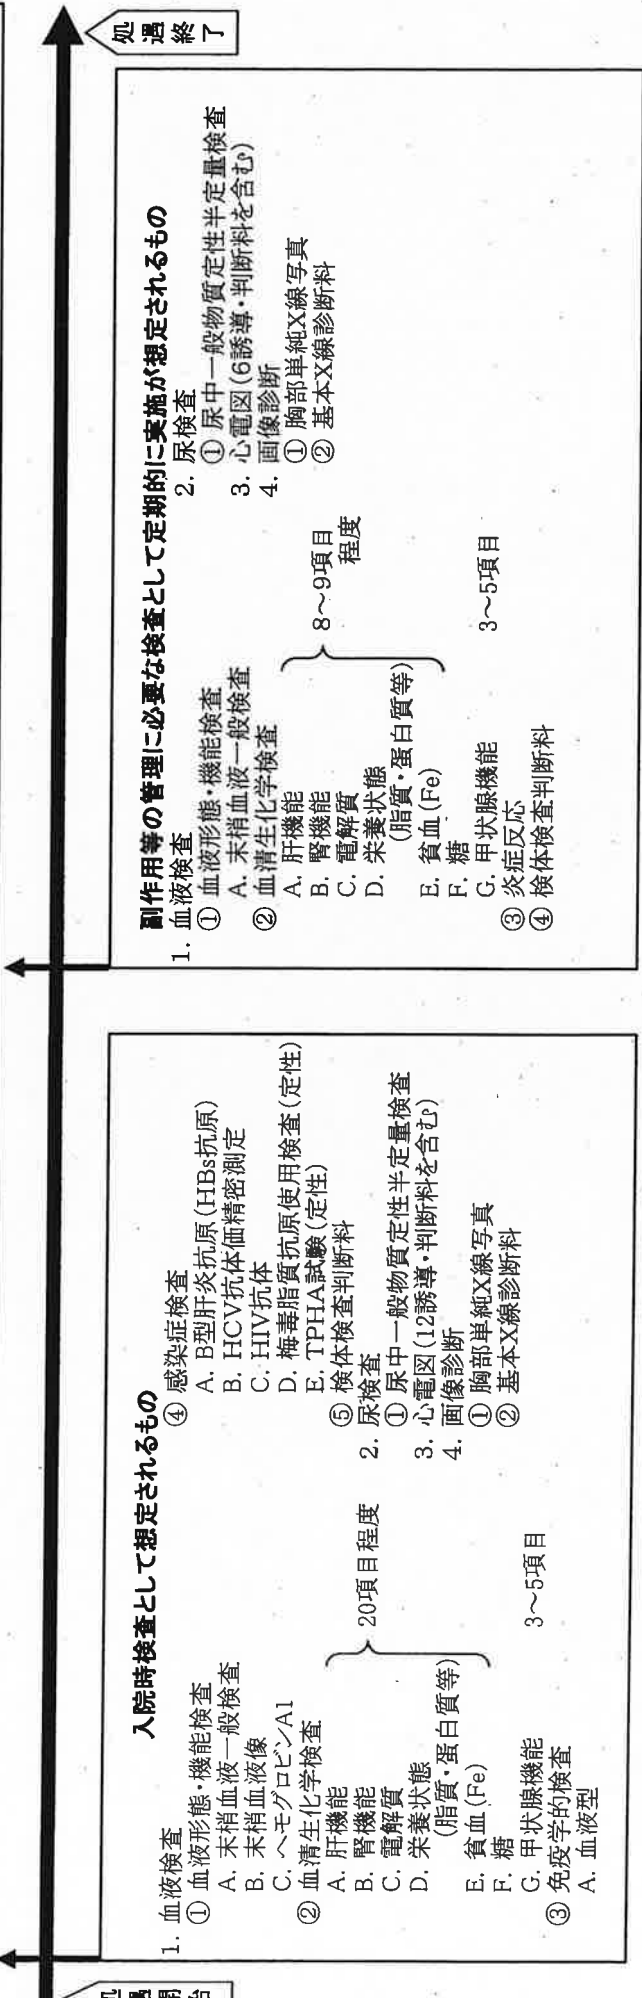 処遇開始
入院時検査として想定されるもの
1. 血液検査
① 血液形態・機能検査
A. 末梢血液一般検査
B. 末梢血液像
C. ヘモグロビンA1
② 血清生化学検査
A. 肝機能
B. 腎機能
C. 電解質
D. 栄養状態
(脂質・蛋白質等)
E. 貧血(Fe)
F. 糖
20項目程度
G. 甲状腺機能
3~5項目
③ 免疫学的検査
A. 血液型
④ 感染症検査
A. B型肝炎抗原(HBs抗原)
B. HCV抗体価精密測定
C. HIV抗体
D. 梅毒脂質抗原使用検査(定性)
E. TPHA試験(定性)
⑤ 検体検査判断料
2. 尿検査
① 尿中一般物質定性半定量検査
3. 心電図(12誘導・判断料を含む)
4. 画像診断
① 胸部単純X線写真
② 基本X線診断料
副作用等の管理に必要な検査として定期的に実施が想定されるもの
1. 血液検査
① 血液形態・機能検査
A. 末梢血液一般検査
② 血清生化学検査
A. 肝機能
B. 腎機能
C. 電解質
D. 栄養状態
(脂質・蛋白質等)
E. 貧血(Fe)
F. 糖
8~9項目
程度
G. 甲状腺機能
3~5項目
③ 炎症反応
④ 検体検査判断料
2. 尿検査
① 尿中一般物質定性半定量検査
3. 心電図(6誘導・判断料を含む)
4. 画像診断
① 胸部単純X線写真
② 基本X線診断料
処遇終了